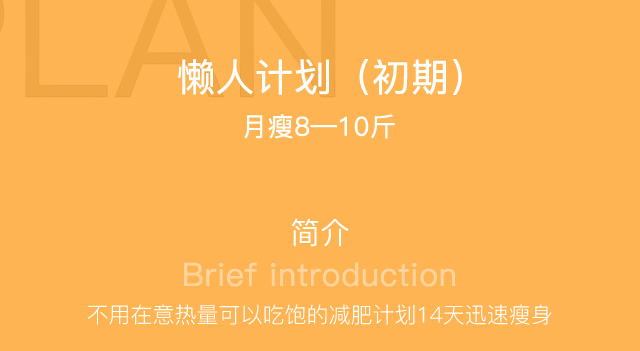 PLAN
懒人计划（初期）
月瘦8—10斤
简介
Brief introduction
不用在意热量可以吃饱的减肥计划14天迅速瘦身